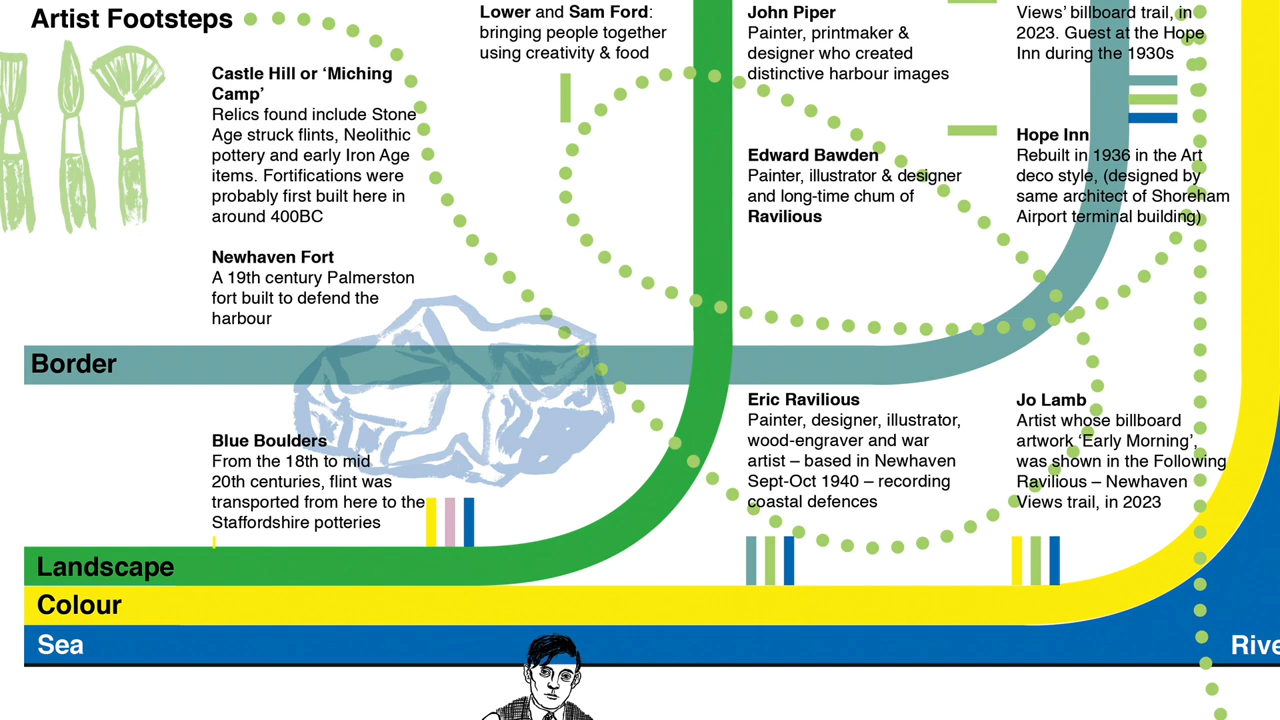 Artist Footsteps
Castle Hill or ‘Miching
Camp’
Relics found include Stone
Age struck flints, Neolithic
pottery and early Iron Age
items. Fortifications were
probably first built here in
around 400BC
Newhaven Fort
A 19th century Palmerston
fort built to defend the
harbour
Border
Blue Boulders
From the 18th to mid
20th centuries, flint was
transported from here to the
Staffordshire potteries
Lower and Sam Ford:
bringing people together
using creativity & food
John Piper
Painter, printmaker &
designer who created
distinctive harbour images
Edward Bawden
Painter, illustrator & designer
and long-time chum of
Ravilious
Eric Ravilious
Painter, designer, illustrator,
wood-engraver and war
artist – based in Newhaven
Sept-Oct 1940 – recording
coastal defences
Views’ billboard trail, in
2023. Guest at the Hope
Inn during the 1930s
Hope Inn
Rebuilt in 1936 in the Art
deco style, (designed by
same architect of Shoreham
Airport terminal building)
Jo Lamb
Artist whose billboard
artwork ‘Early Morning’,
was shown in the Following
Ravilious – Newhaven
Views trail, in 2023
Landscape
Colour
Sea